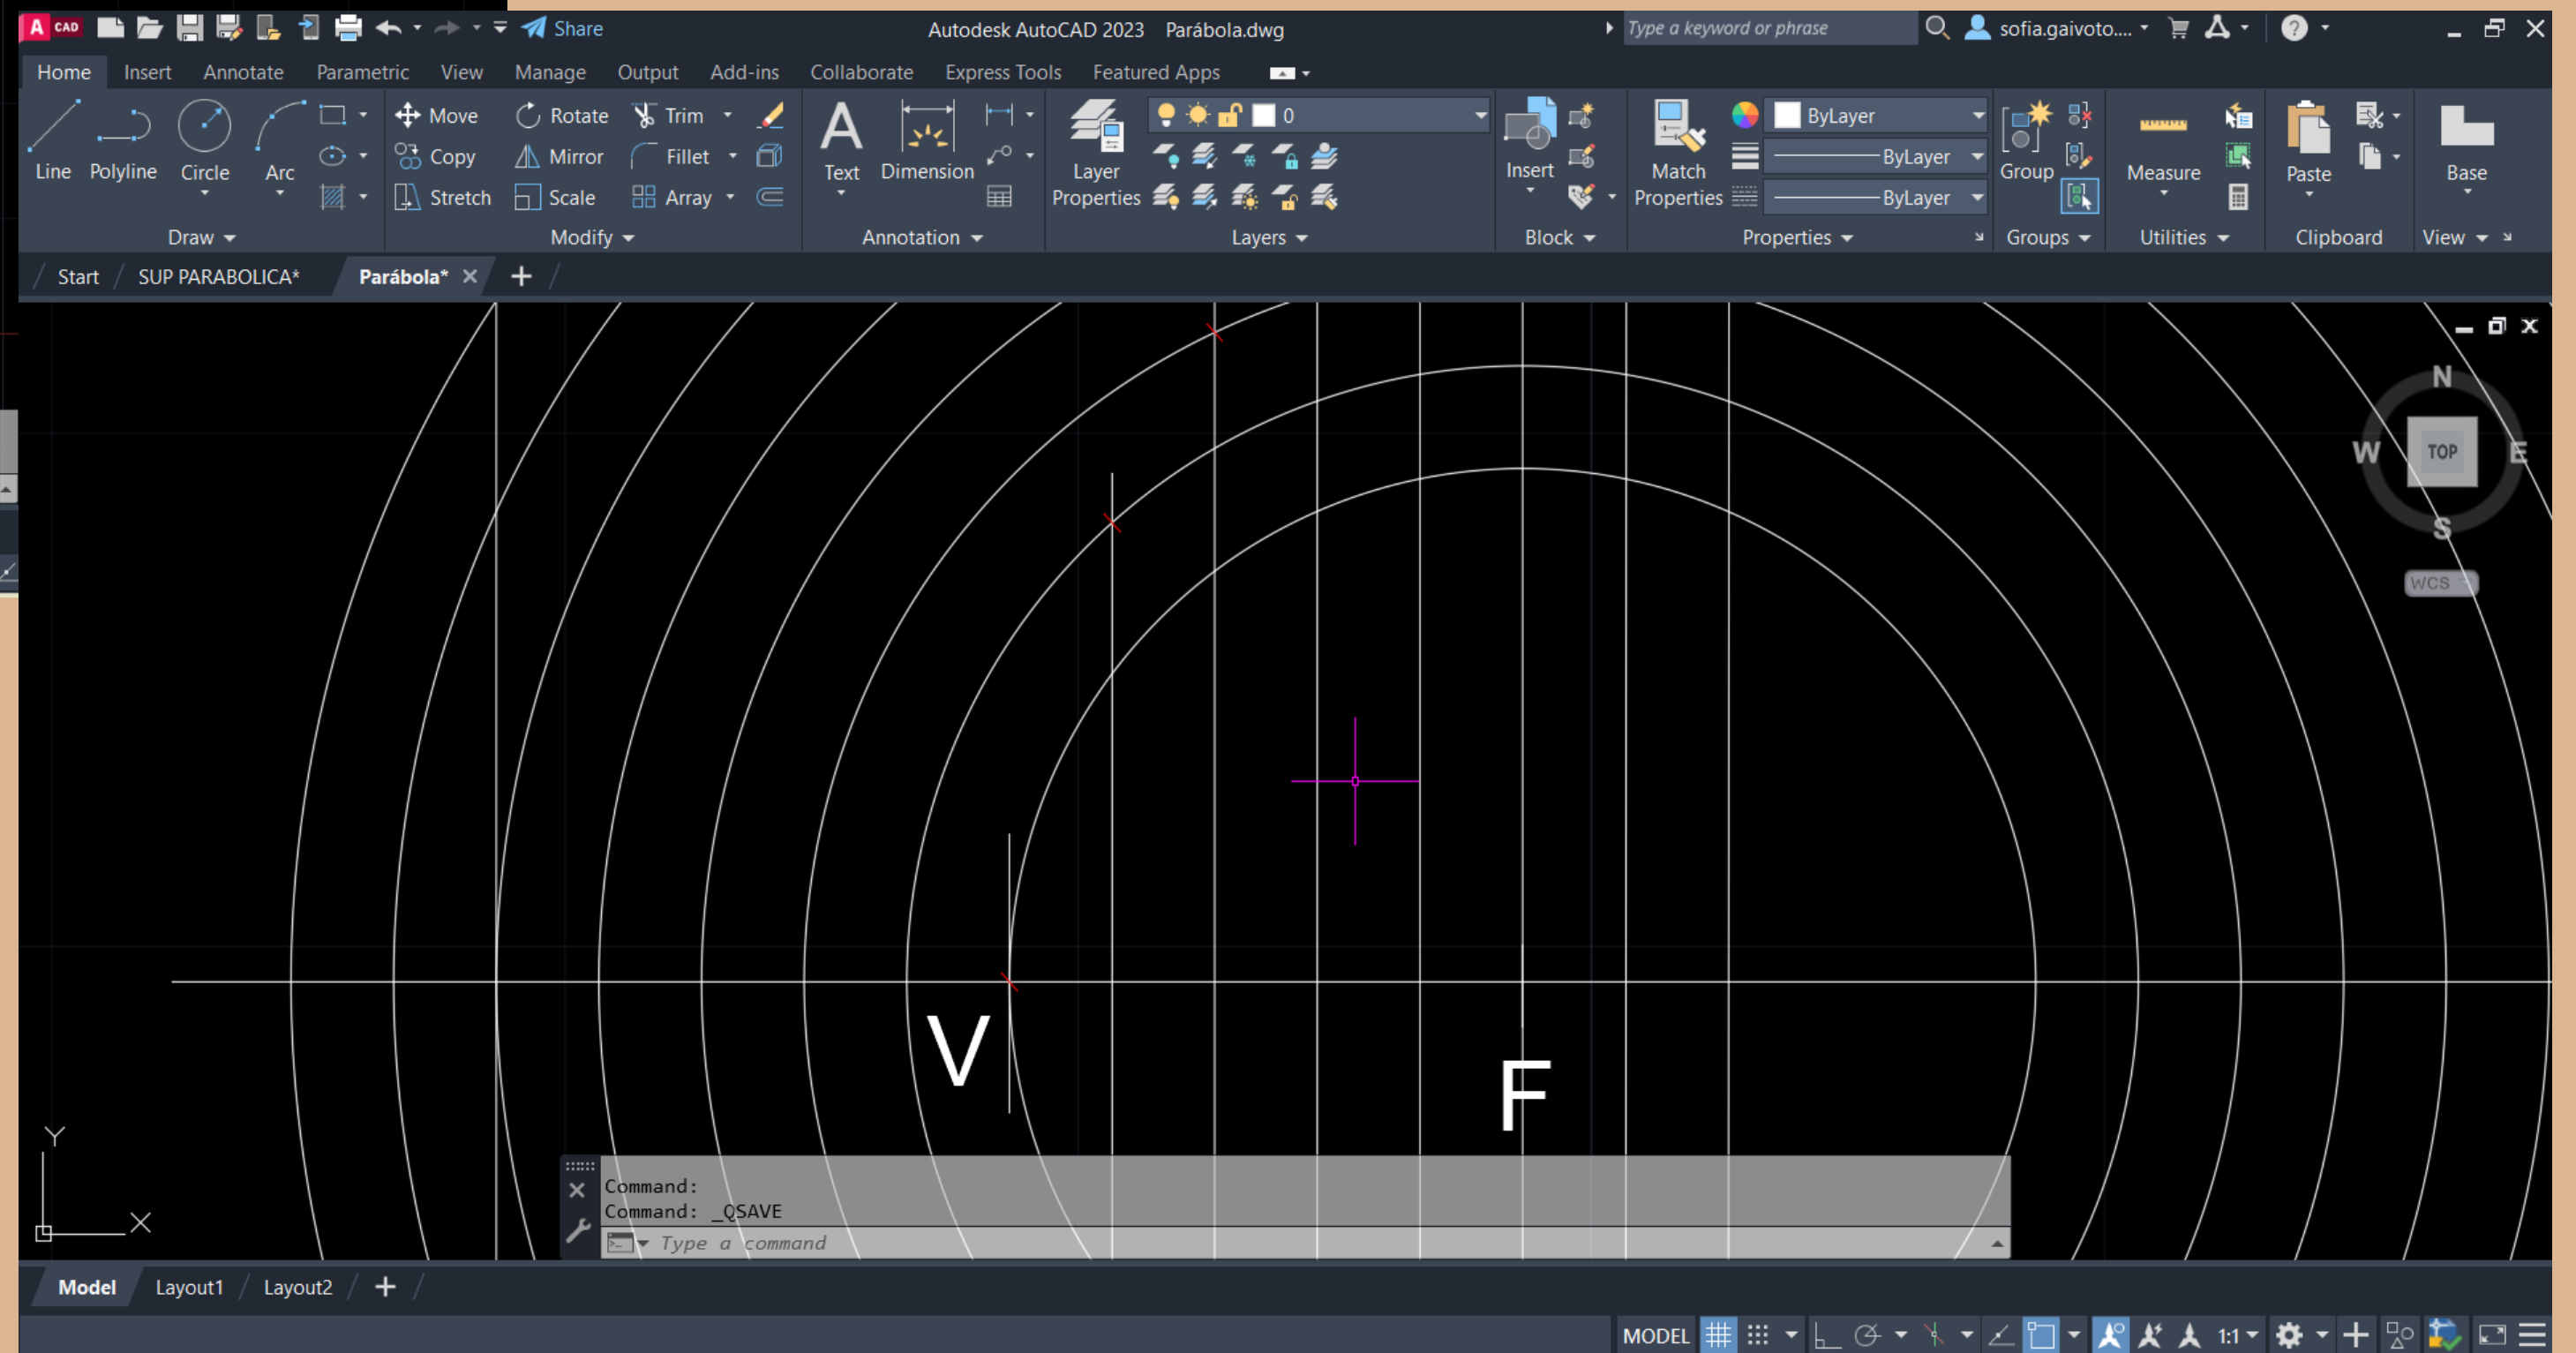 A CAD Share Autodesk AutoCAD 2023 Parábola.dwg Type a keyword or phrase sofia.gaivoto.... ?
Home Insert Annotate Parametric View Manage Output Add-ins Collaborate Express Tools Featured Apps
Move Rotate Trim 0 ByLayer
Line Polyline Circle Arc Copy Mirror Fillet Text Dimension Layer Properties Insert Match Properties ByLayer Group Measure Paste Base
Stretch Scale Array ByLayer
Draw Modify Annotation Layers Block Properties Groups Utilities Clipboard View
Start SUP PARABOLICA* Parábola*
N
W TOP E
S
WCS
V
F
Y
X
Command:
Command: _QSAVE
Type a command
Model Layout1 Layout2
MODEL 1:1